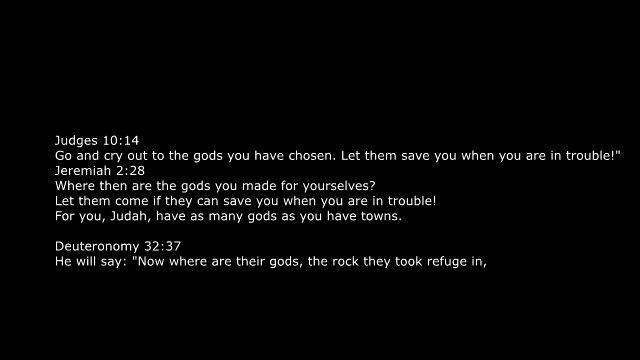 Judges 10:14
Go and cry out to the gods you have chosen. Let them save you when you are in trouble!"
Jeremiah 2:28
Where then are the gods you made for yourselves?
Let them come if they can save you when you are in trouble!
For you, Judah, have as many gods as you have towns.
Deuteronomy 32:37
He will say: "Now where are their gods, the rock they took refuge in,